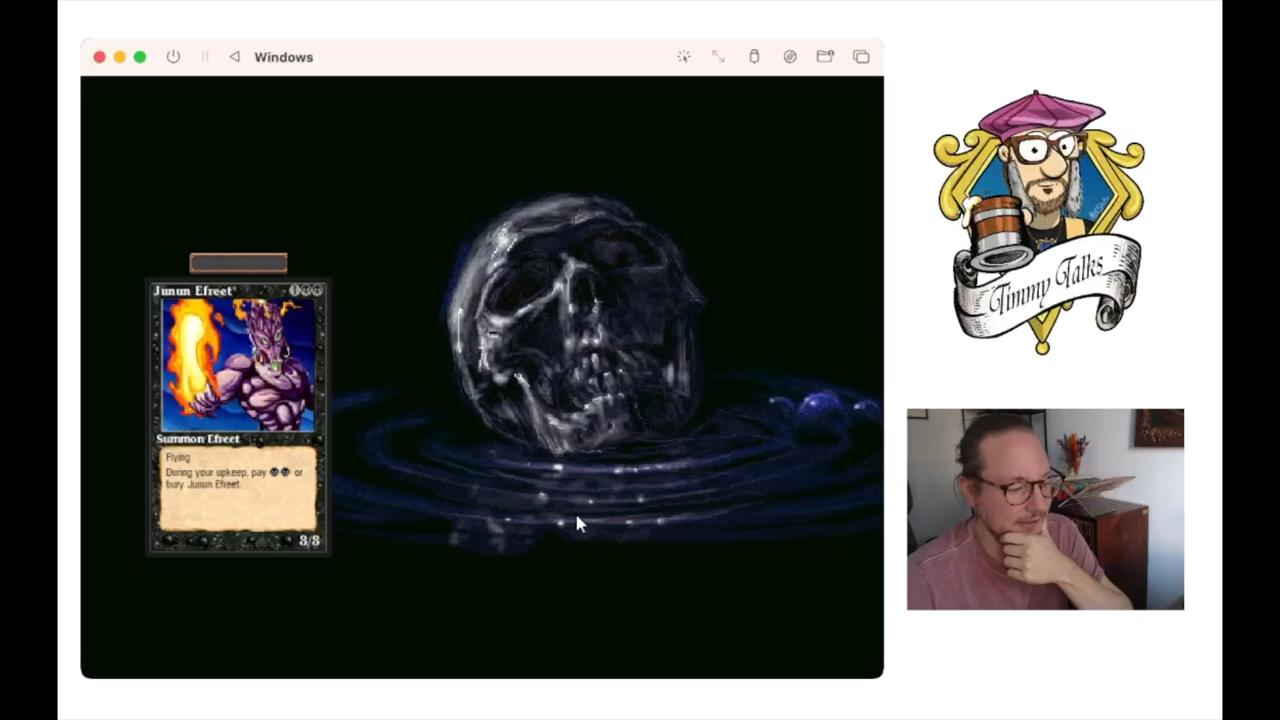 Windows
Junun Efreet
Summon Efreet
Flying
During your upkeep, pay or
bury Junun Efreet.
3/3
Timmy Talks